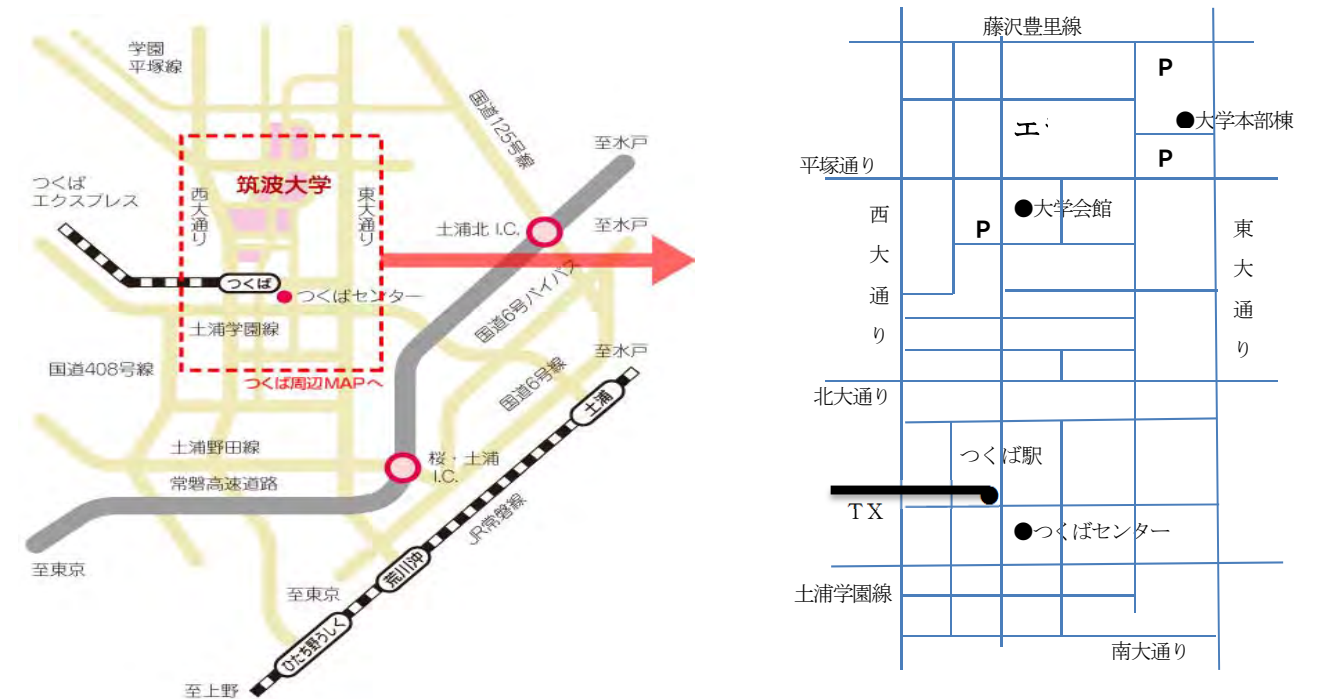 学園
平塚線
国道125号線
至水戸
つくば
エクスプレス
西大通り
筑波大学
東大通り
土浦北 I.C.
至水戸
つくば
つくばセンター
国道6号バイパス
土浦学園線
至水戸
国道408号線
つくば周辺MAPへ
国道6号線
土浦
土浦野田線
桜・土浦
I.C.
常磐高速道路
JR常磐線
至東京
荒川沖
至東京
ひたち野うしく
至上野
藤沢豊里線
P
●大学本部棟
P
平塚通り
●大学会館
P
西大通り
東大通り
北大通り
つくば駅
TX
●つくばセンター
土浦学園線
南大通り